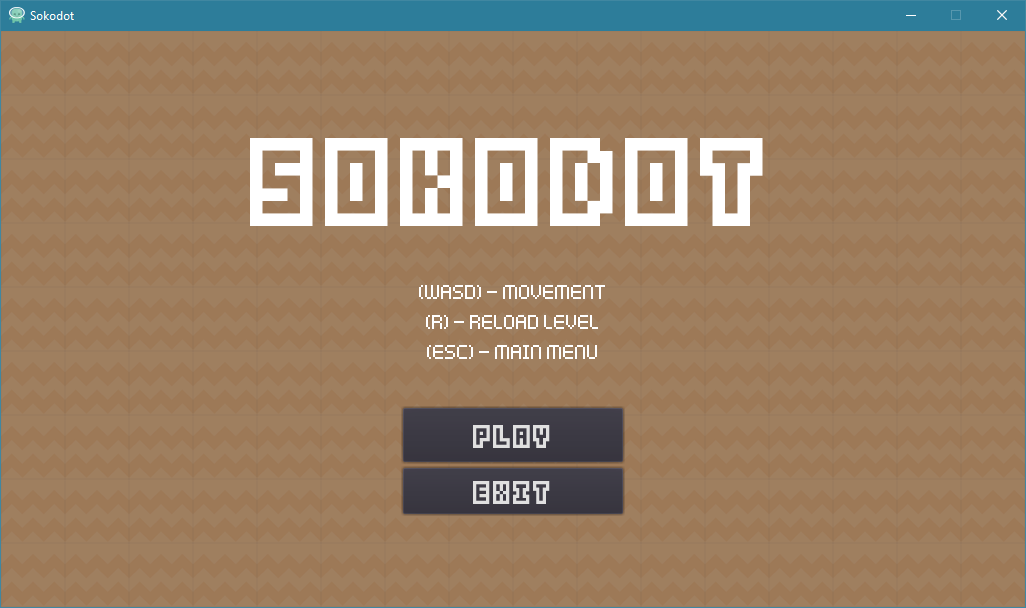 Sokodot
SOKODOT
(WASD) - MOVEMENT
(R) - RELOAD LEVEL
(ESC) - MAIN MENU
PLAY
EXIT